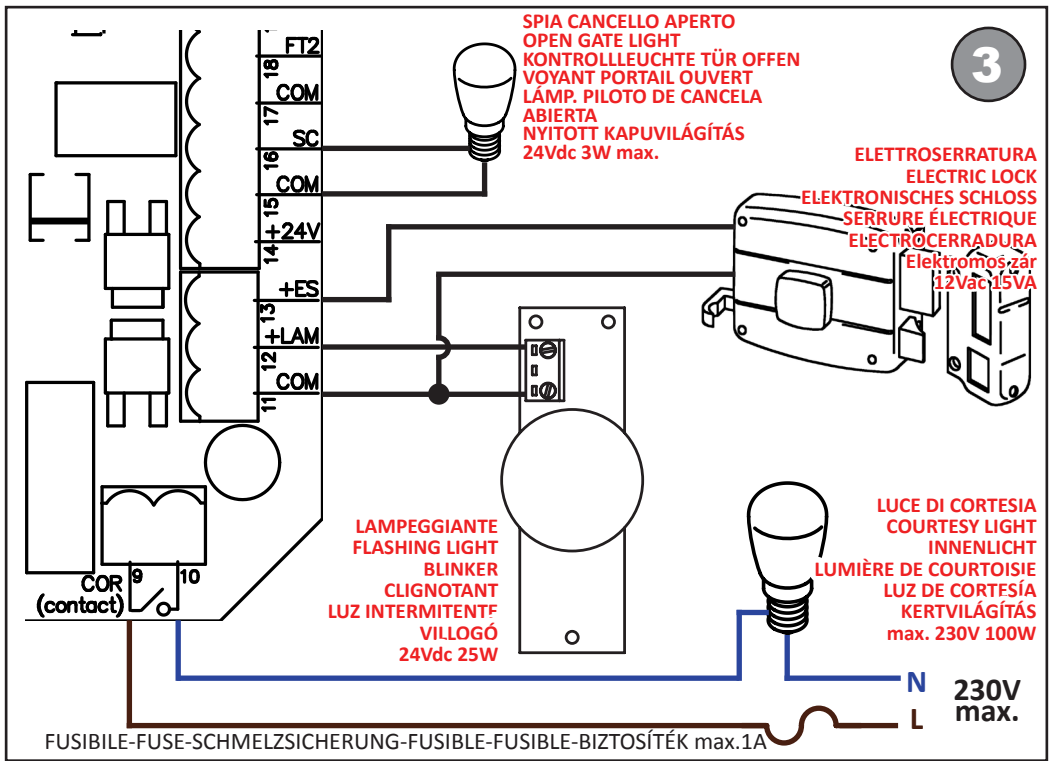 SPIA CANCELLO APERTO
OPEN GATE LIGHT
KONTROLLLEUCHTE TÜR OFFEN
VOYANT PORTAIL OUVERT
LÁMP. PILOTO DE CANCELA
ABIERTA
NYITOTT KAPUVILÁGÍTÁS
24Vdc 3W max.
3
FT2
18
COM
17
SC
16
COM
15
+24V
14
+ES
13
+LAM
12
COM
11
ELETTROSERRATURA
ELECTRIC LOCK
ELEKTRONISCHES SCHLOSS
SERRURE ÉLECTRIQUE
ELECTROCERRADURA
Elektromos zár
12Vac 15VA
LAMPEGGIANTE
FLASHING LIGHT
BLINKER
CLIGNOTANT
LUZ INTERMITENTE
VILLOGÓ
24Vdc 25W
LUCE DI CORTESIA
COURTESY LIGHT
INNENLICHT
LUMIÈRE DE COURTOISIE
LUZ DE CORTESÍA
KERTVILÁGÍTÁS
max. 230V 100W
9 10
COR
(contact)
N
L
230V
max.
FUSIBILE-FUSE-SCHMELZSICHERUNG-FUSIBLE-FUSIBLE-BIZTOSÍTÉK max.1A